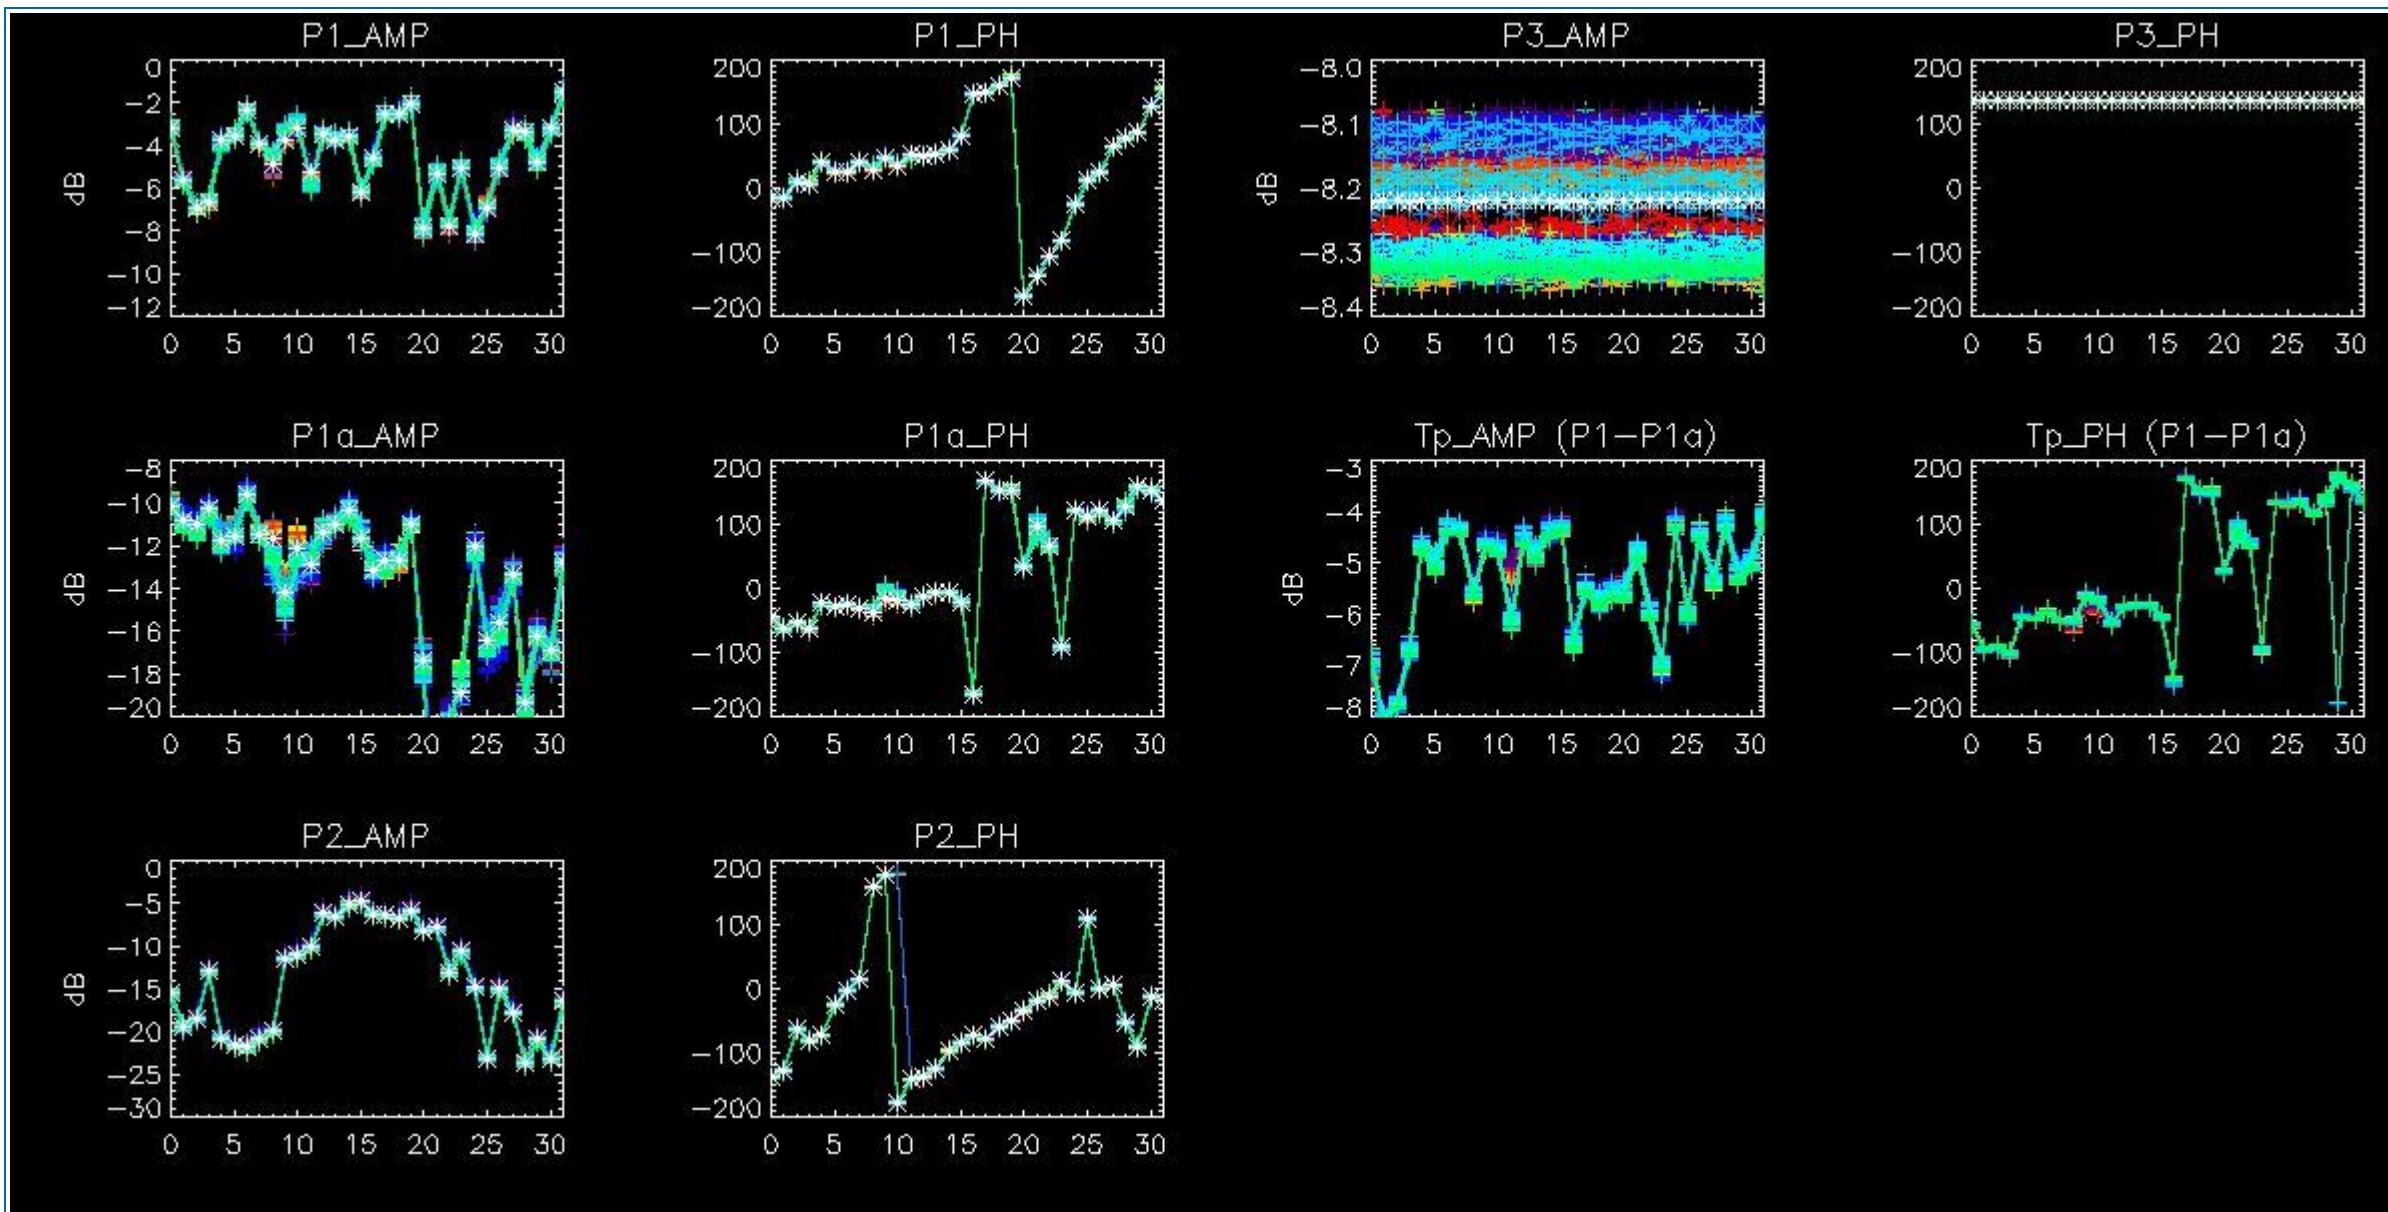 P1_AMP P1_PH P3_AMP P3_PH
0 200 −8.0 200
−2
−4 100 −8.1 100
dB −6 0 dB −8.2 0
−8
−10 −100 −8.3 −100
−12 −200 −8.4 −200
0 5 10 15 20 25 30 0 5 10 15 20 25 30 0 5 10 15 20 25 30 0 5 10 15 20 25 30
P1a_AMP P1a_PH Tp_AMP (P1−P1a) Tp_PH (P1−P1a)
−8 200 −3 200
−10 100 −4 100
−12
dB −14 0 dB −5 0
−16 −6
−18 −100 −7 −100
−20 −200 −8 −200
0 5 10 15 20 25 30 0 5 10 15 20 25 30 0 5 10 15 20 25 30 0 5 10 15 20 25 30
P2_AMP P2_PH
0 200
−5 100
−10
dB −15 0
−20 −100
−25
−30 −200
0 5 10 15 20 25 30 0 5 10 15 20 25 30